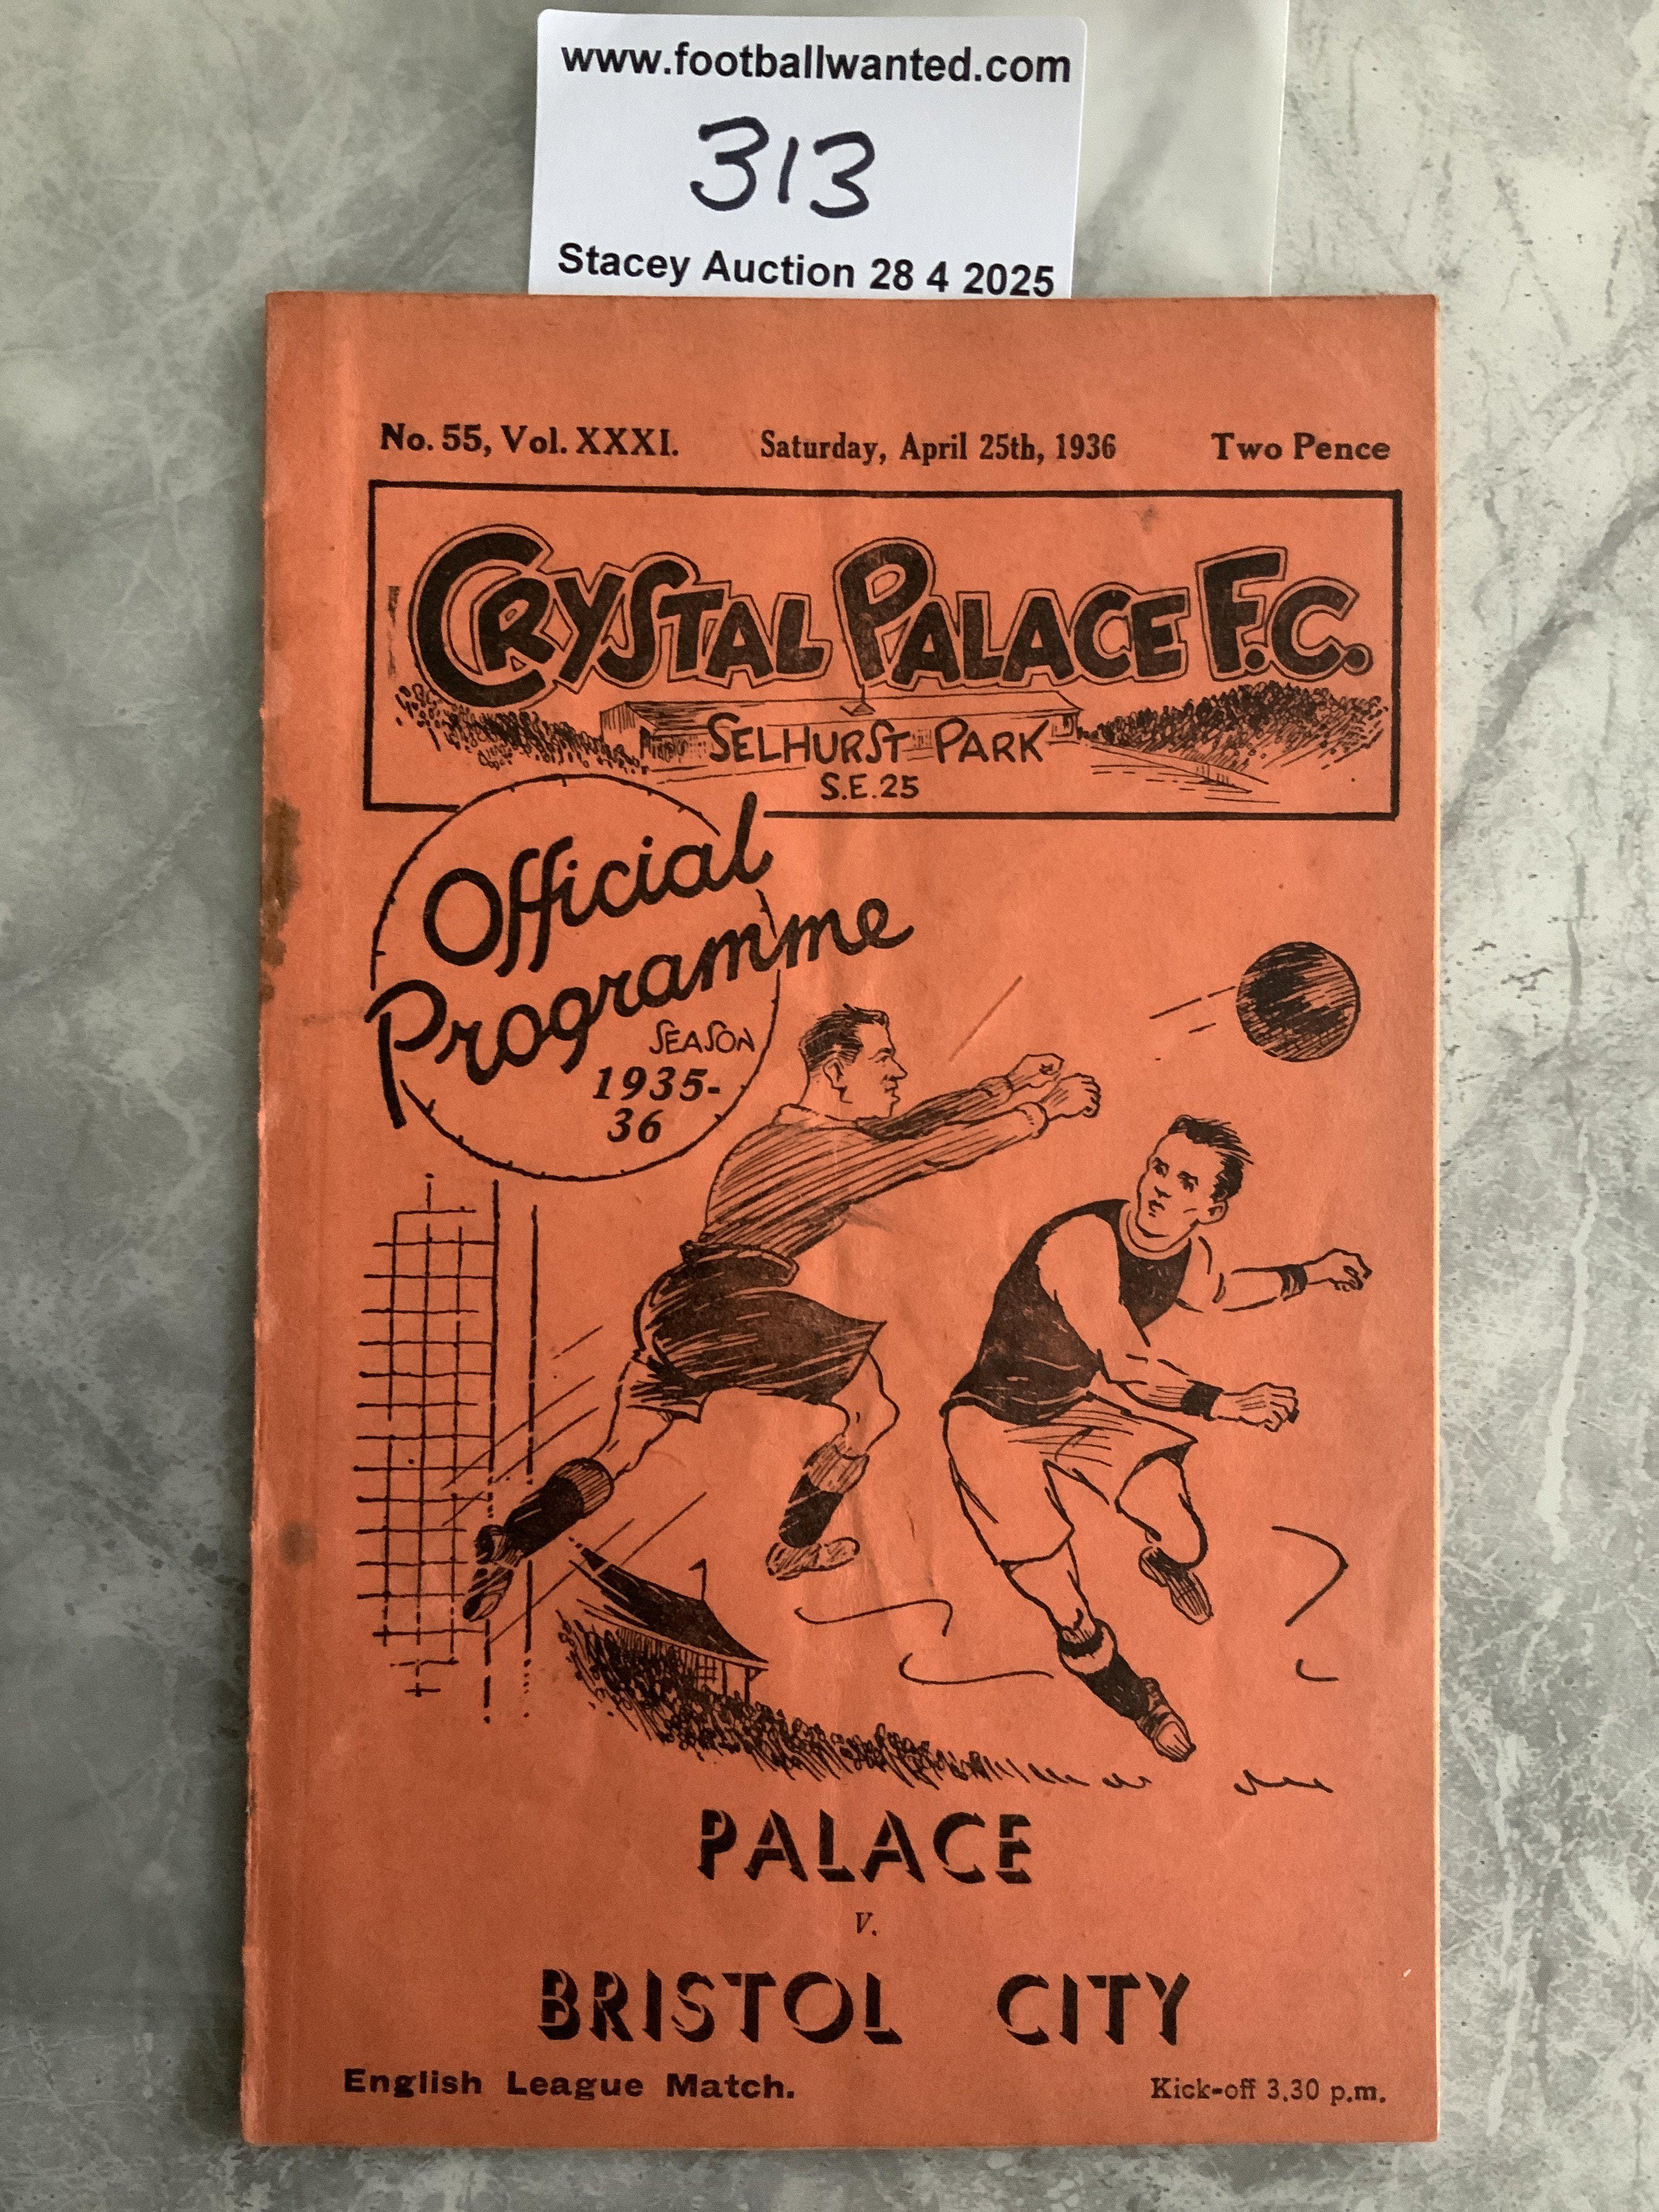 www.footballwanted.com
313
Stacey Auction 28 4 2025
No. 55, Vol. XXXI. Saturday, April 25th, 1936 Two Pence
CRYSTAL PALACE F.C.
SELHURST PARK
S.E.25
Official
Programme
SEASON
1935-
36
PALACE
v.
BRISTOL CITY
English League Match. Kick-off 3.30 p.m.